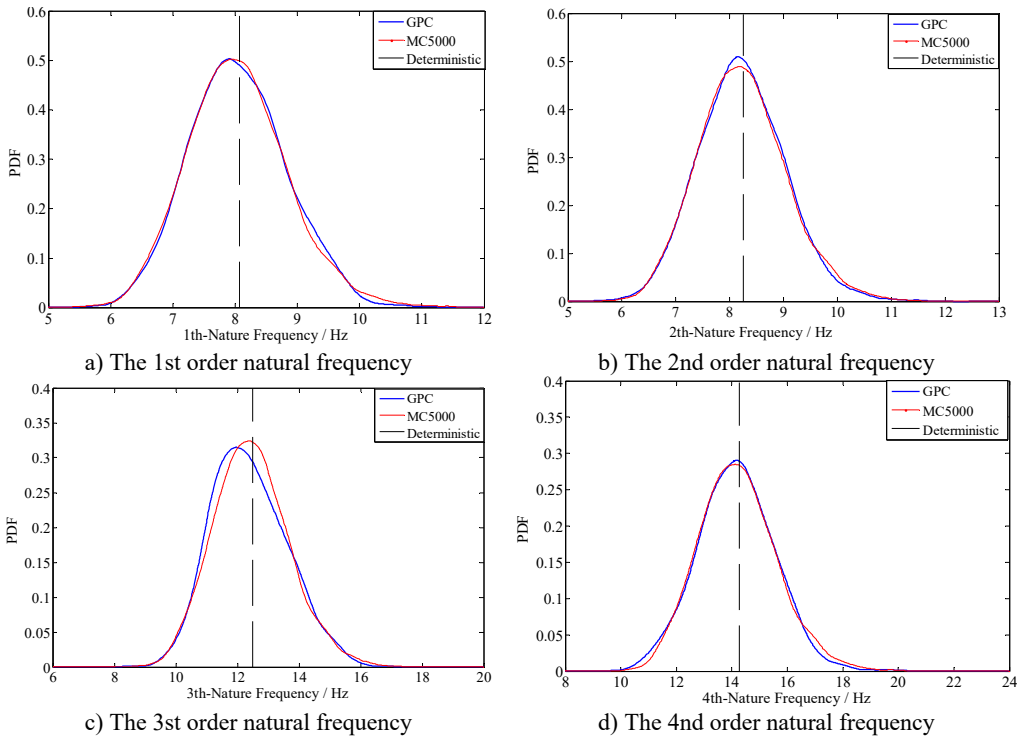 0.6
0.5
0.4
0.3
0.2
0.1
0
PDF
5 6 7 8 9 10 11 12
1th-Nature Frequency / Hz
GPC
MC5000
Deterministic
a) The 1st order natural frequency
0.6
0.5
0.4
0.3
0.2
0.1
0
PDF
5 6 7 8 9 10 11 12 13
2th-Nature Frequency / Hz
GPC
MC5000
Deterministic
b) The 2nd order natural frequency
0.4
0.35
0.3
0.25
0.2
0.15
0.1
0.05
0
PDF
6 8 10 12 14 16 18 20
3th-Nature Frequency / Hz
GPC
MC5000
Deterministic
c) The 3st order natural frequency
0.4
0.35
0.3
0.25
0.2
0.15
0.1
0.05
0
PDF
8 10 12 14 16 18 20 22 24
4th-Nature Frequency / Hz
GPC
MC5000
Deterministic
d) The 4nd order natural frequency